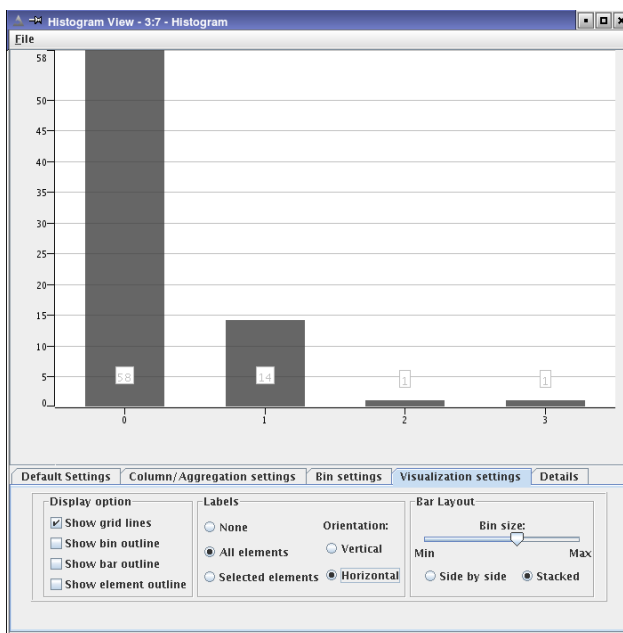 Histogram View - 3:7 - Histogram
File
58
50
45
40
35
30
25
20
15
10
5
0
58
14
1
1
0
1
2
3
Default Settings
Column/Aggregation settings
Bin settings
Visualization settings
Details
Display option
Show grid lines
Show bin outline
Show bar outline
Show element outline
Labels
None
All elements
Selected elements
Orientation:
Vertical
Horizontal
Bar Layout
Bin size:
Min
Max
Side by side
Stacked